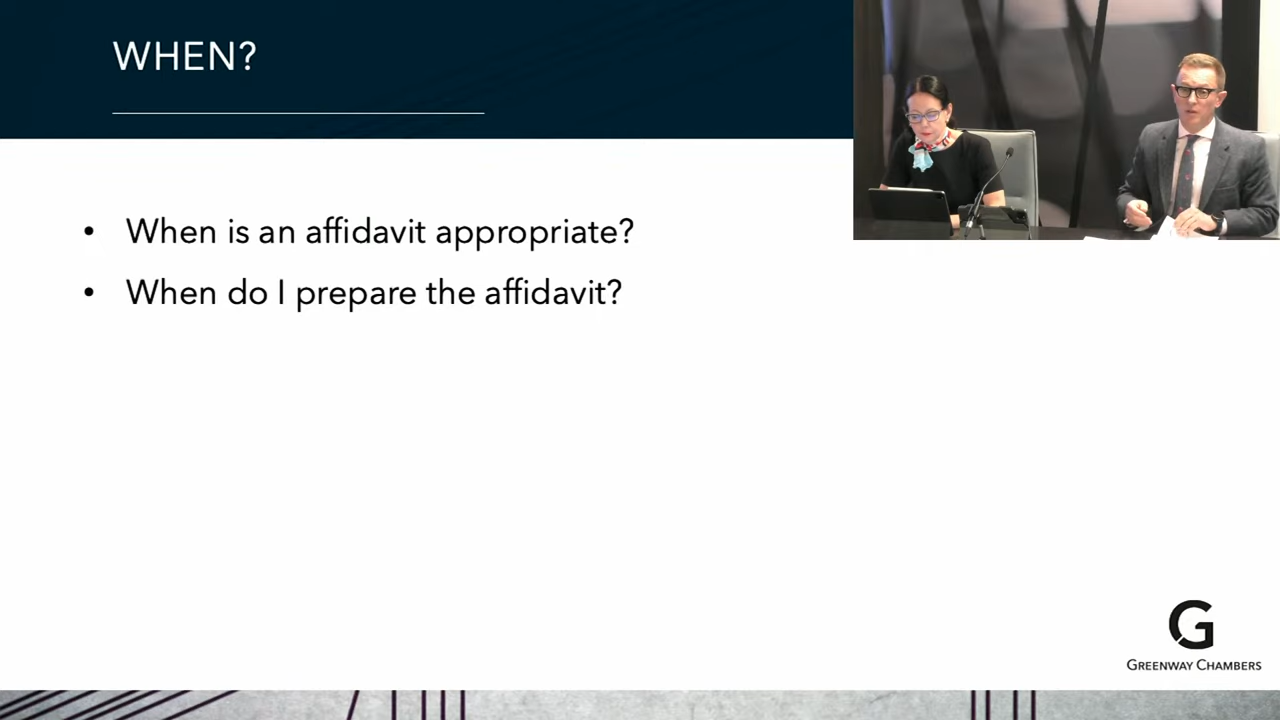 WHEN?
• When is an affidavit appropriate?
• When do I prepare the affidavit?
G
GREENWAY CHAMBERS